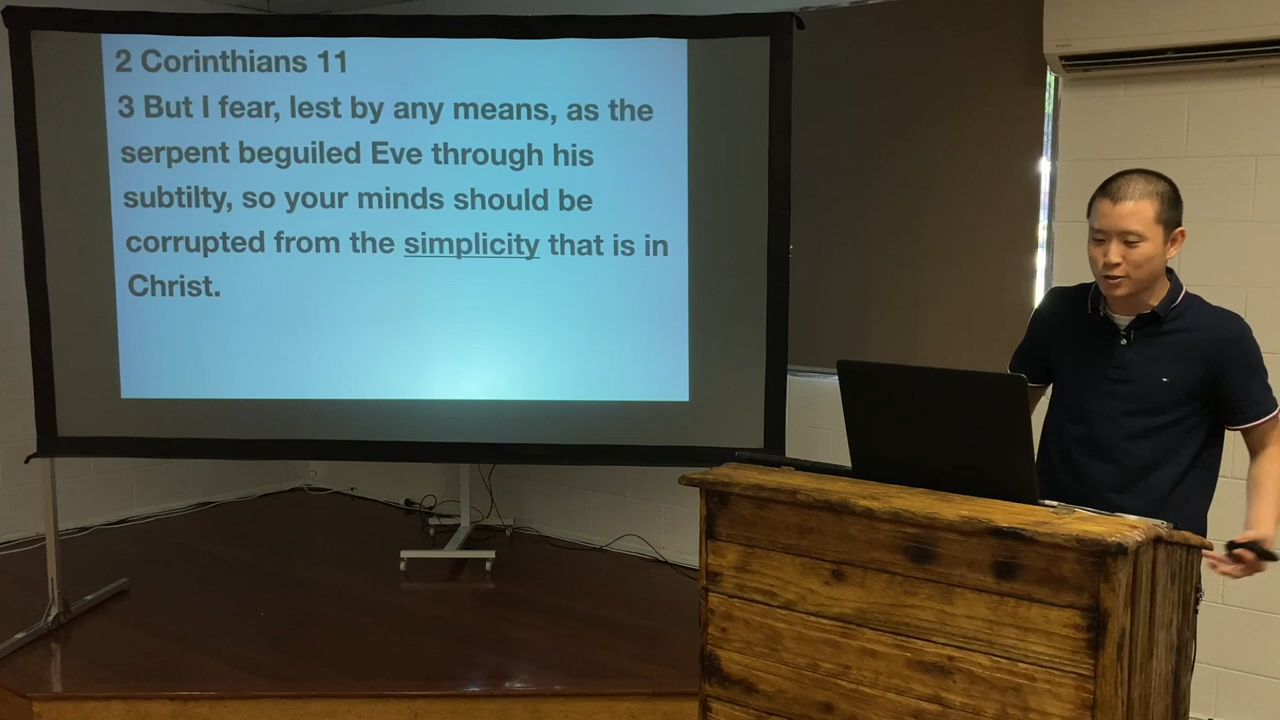 2 Corinthians 11
3 But I fear, lest by any means, as the
serpent beguiled Eve through his
subtilty, so your minds should be
corrupted from the simplicity that is in
Christ.